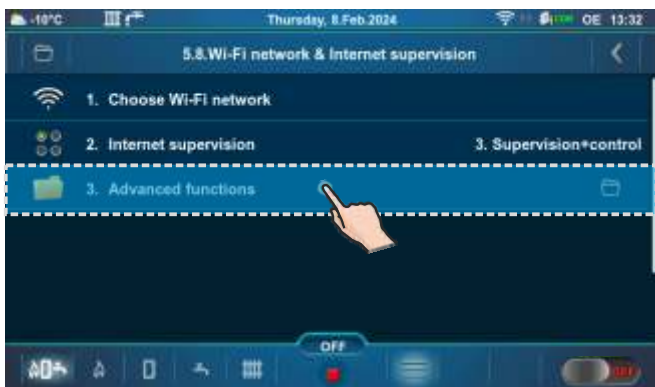 -10°C Thursday, 8.Feb.2024 OE 13:32
5.8.Wi-Fi network & Internet supervision
1. Choose Wi-Fi network
2. Internet supervision 3. Supervision+control
3. Advanced functions
OFF
OFF